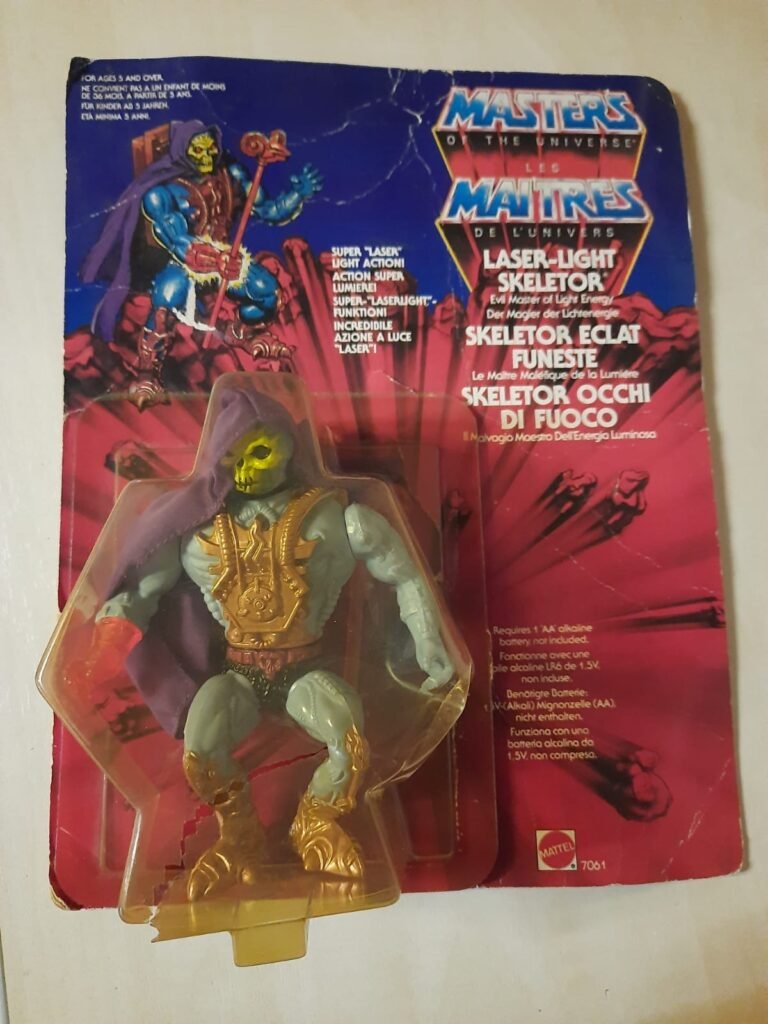 FOR AGES 5 AND OVER.
NE CONVIENT PAS A UN ENFANT DE MOINS
DE 36 MOIS. A PARTIR DE 5 ANS.
FÜR KINDER AB 5 JAHREN.
ETÀ MINIMA 5 ANNI.
MASTERS
OF THE UNIVERSE
LES
MAITRES
DE L'UNIVERS
SUPER "LASER"
LIGHT ACTION!
ACTION SUPER
LUMIERE!
SUPER-"LASERLIGHT"-
FUNKTION!
INCREDIBILE
AZIONE A LUCE
"LASER"!
LASER-LIGHT
SKELETOR
Evil Master of Light Energy
Der Magier der Lichtenergie
SKELETOR ECLAT
FUNESTE
Le Maître Maléfique de la Lumière
SKELETOR OCCHI
DI FUOCO
Il Malvagio Maestro Dell'Energia Luminosa
Requires 1 "AA" alkaline
battery, not included.
Fonctionne avec une
pile alcaline LR6 de 1.5V.
non incluse.
Benötigte Batterie:
1.5V-(Alkali) Mignonzelle (AA),
nicht enthalten.
Funziona con una
batteria alcalina da
1.5V. non compresa.
MATTEL
7061